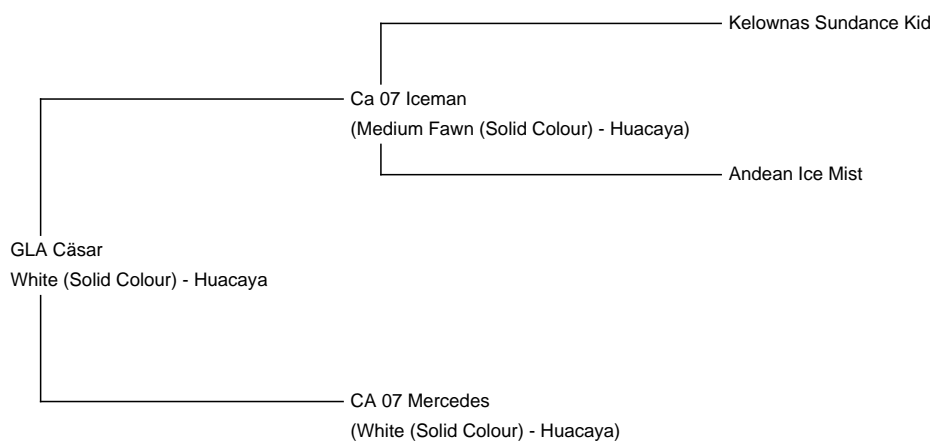 Kelownas Sundance Kid
Ca 07 Iceman
(Medium Fawn (Solid Colour) - Huacaya)
Andean Ice Mist
GLA Cäsar
White (Solid Colour) - Huacaya
CA 07 Mercedes
(White (Solid Colour) - Huacaya)